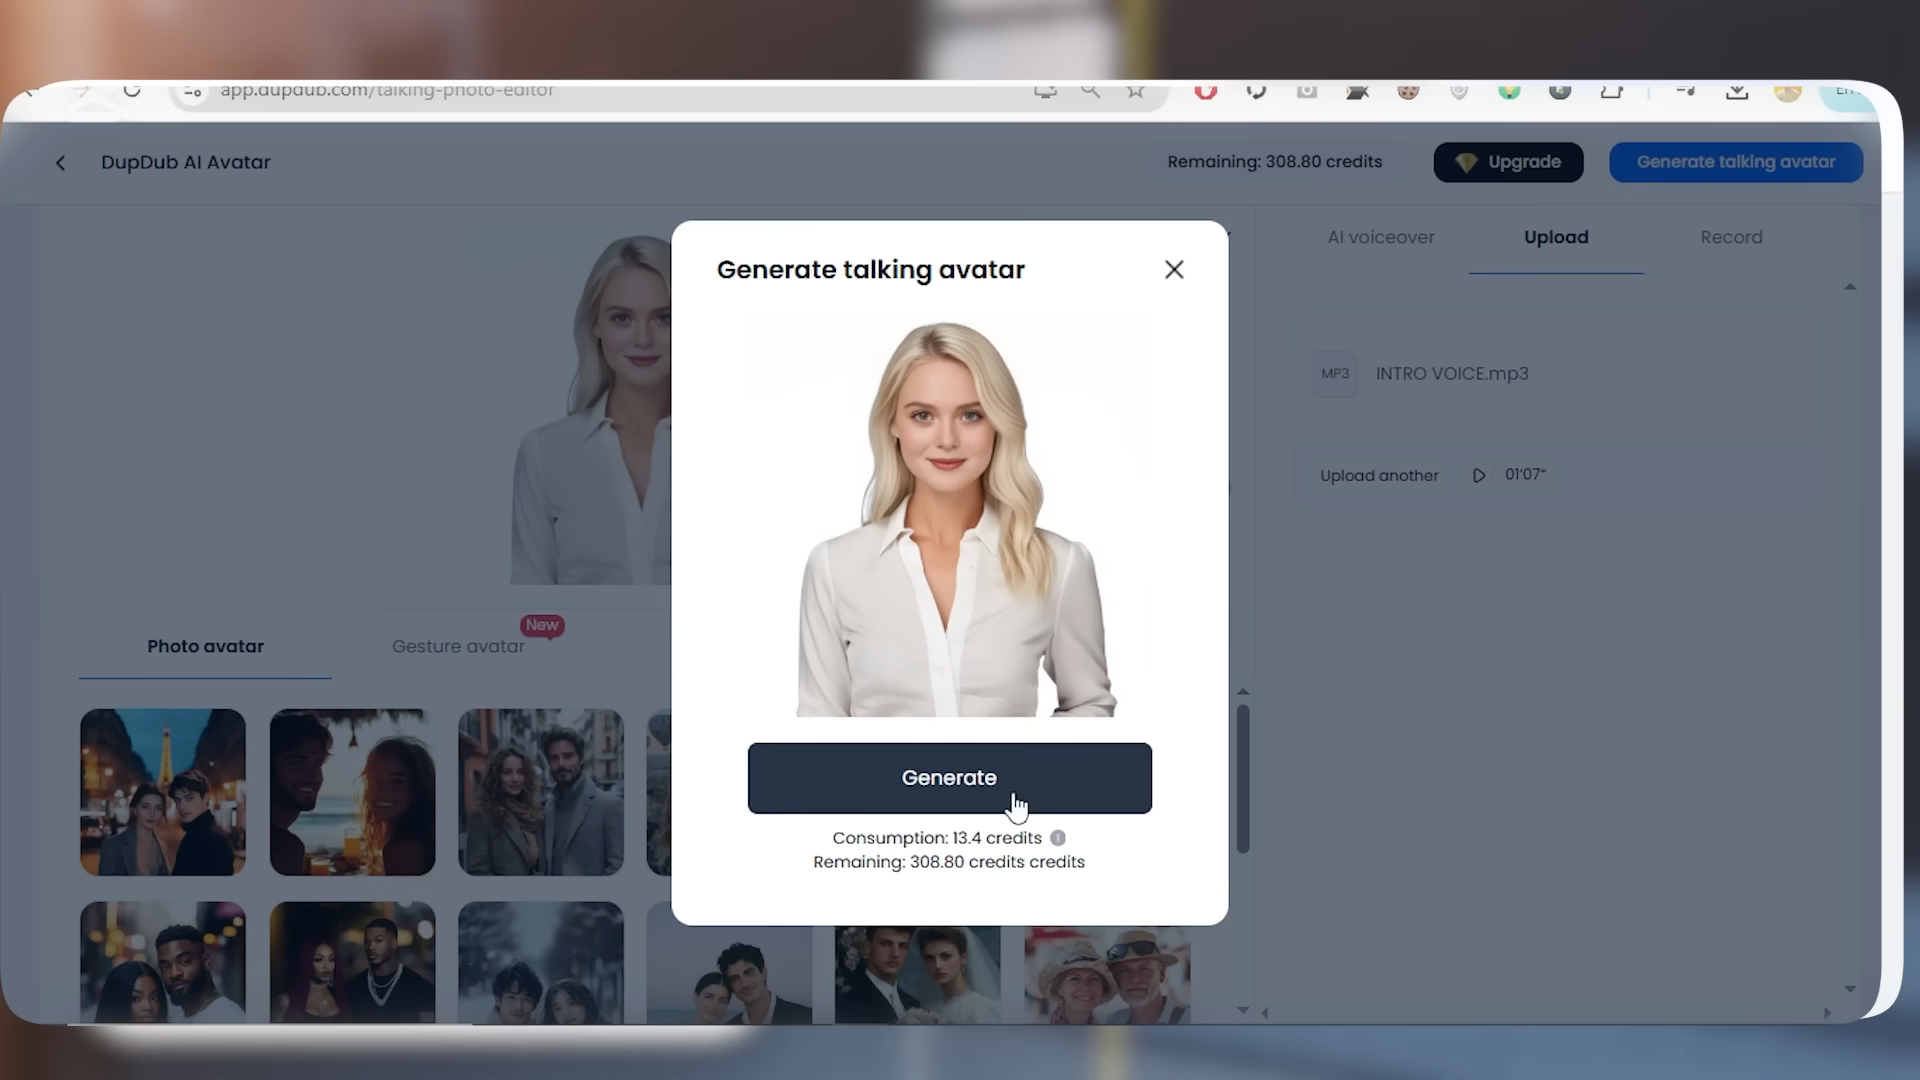 app.dupdub.com/talking-photo-editor
DupDub AI Avatar
Remaining: 308.80 credits
Upgrade
Generate talking avatar
Generate talking avatar
AI voiceover
Upload
Record
MP3
INTRO VOICE.mp3
Upload another
01'07"
Photo avatar
Gesture avatar
New
Generate
Consumption: 13.4 credits
Remaining: 308.80 credits credits